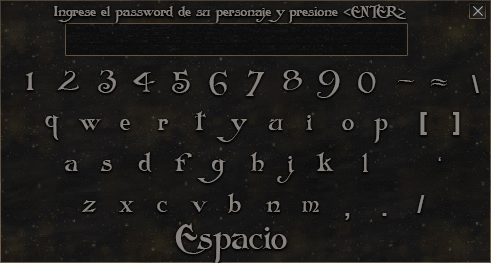 Ingrese el password de su personaje y presione <ENTER>
1 2 3 4 5 6 7 8 9 0 - = \
q w e r t y u i o p [ ]
a s d f g h j k l '
z x c v b n m , . /
Espacio